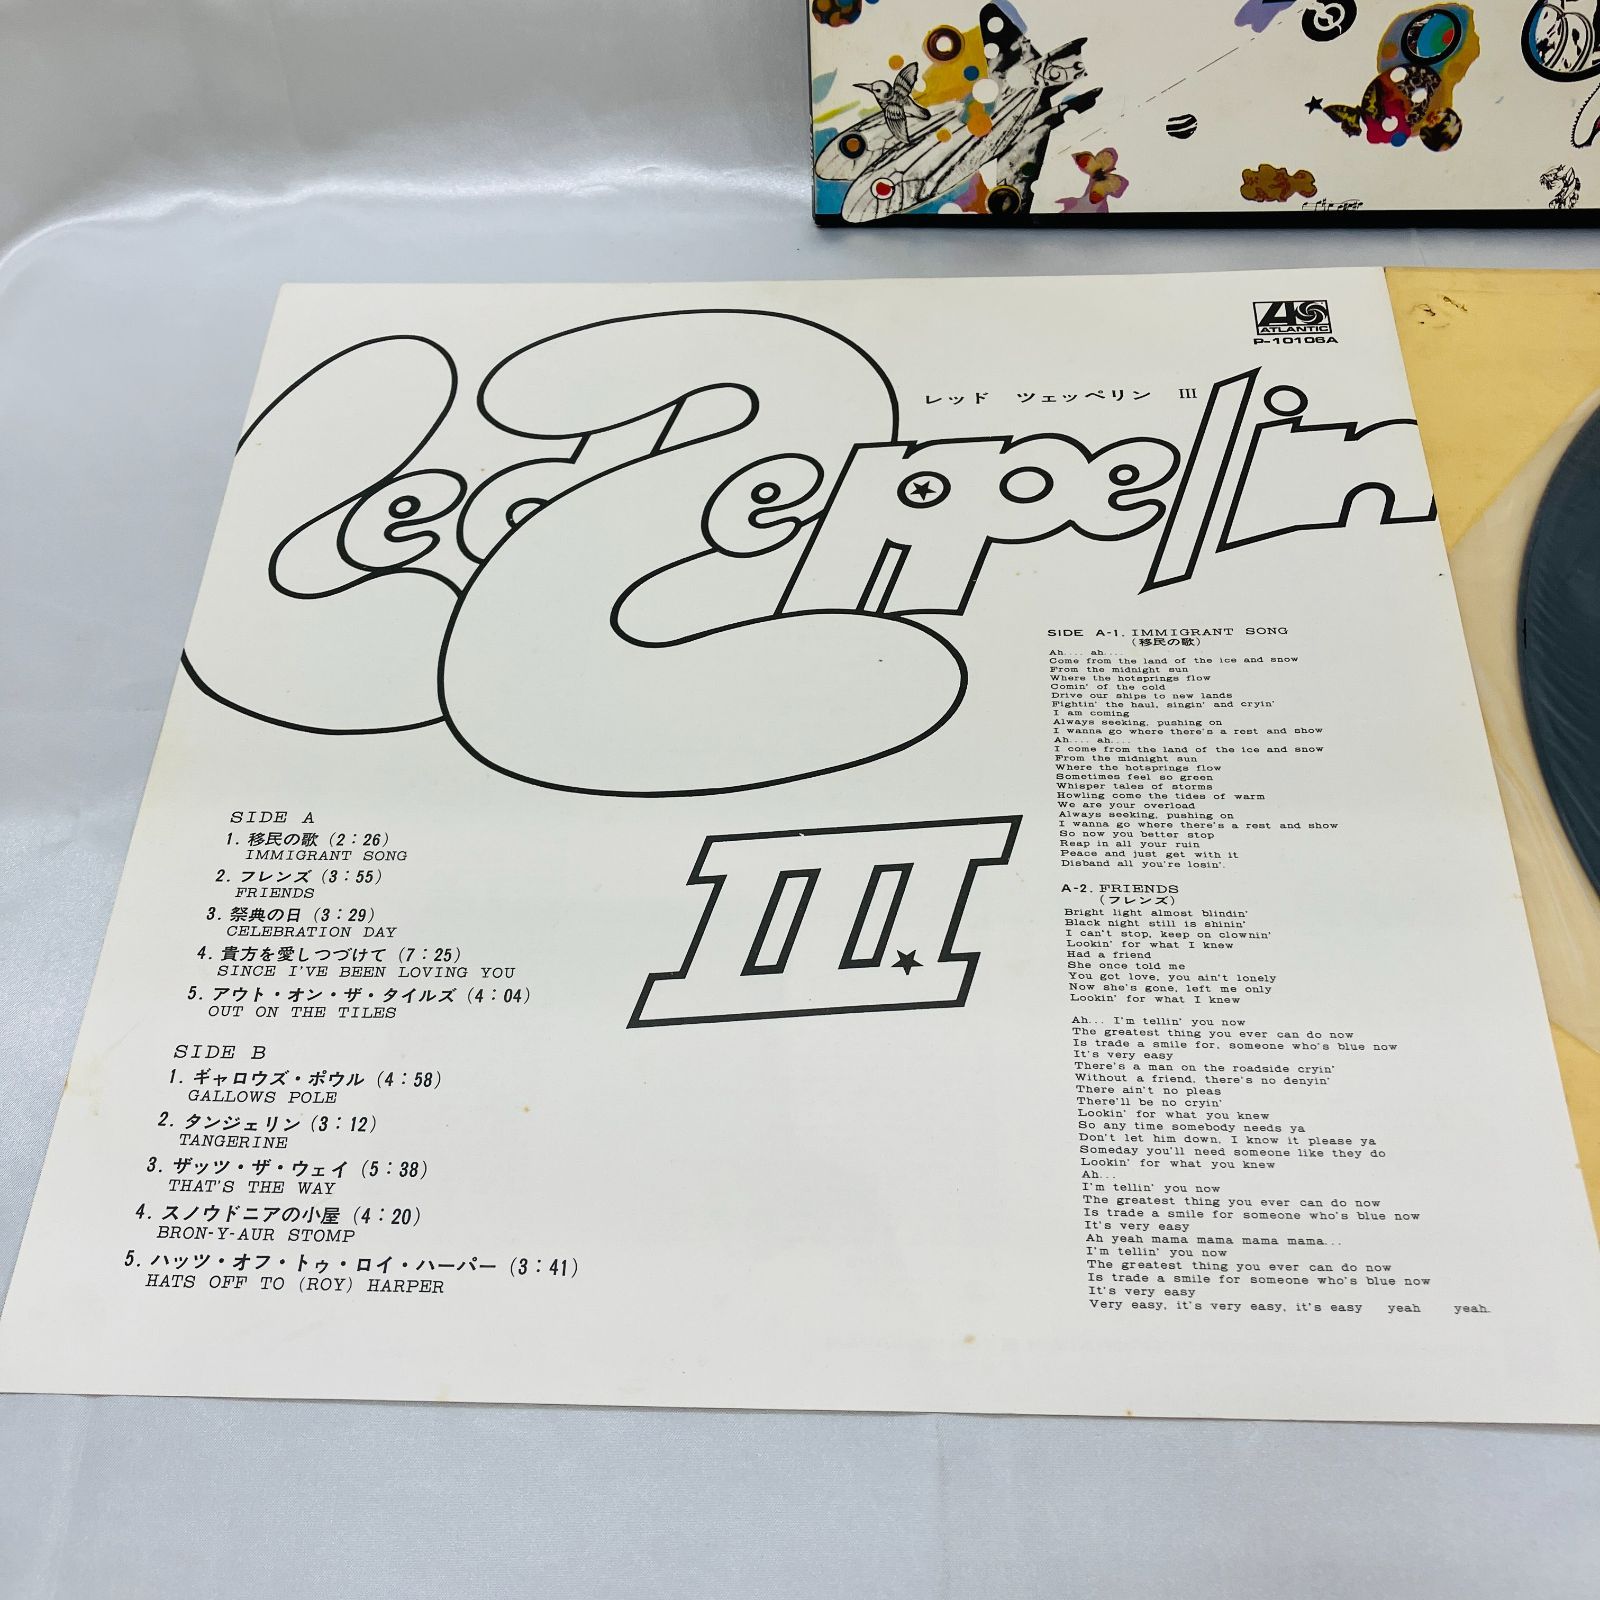 ATLANTIC
P-10106A
レッド ツェッペリン III
Led Zeppelin
III
SIDE A
1. 移民の歌 (2：26)
IMMIGRANT SONG
2. フレンズ (3：55)
FRIENDS
3. 祭典の日 (3：29)
CELEBRATION DAY
4. 貴方を愛しつづけて (7：25)
SINCE I'VE BEEN LOVING YOU
5. アウト・オン・ザ・タイルズ (4：04)
OUT ON THE TILES
SIDE B
1. ギャロウズ・ポウル (4：58)
GALLOWS POLE
2. タンジェリン (3：12)
TANGERINE
3. ザッツ・ザ・ウェイ (5：38)
THAT'S THE WAY
4. スノウドニアの小屋 (4：20)
BRON-Y-AUR STOMP
5. ハッツ・オフ・トゥ・ロイ・ハーパー (3：41)
HATS OFF TO (ROY) HARPER
SIDE A-1. IMMIGRANT SONG
(移民の歌)
Ah.... ah....
Come from the land of the ice and snow
From the midnight sun
Where the hotsprings flow
Comin' of the cold
Drive our ships to new lands
Fightin' the haul, singin' and cryin'
I am coming
Always seeking, pushing on
I wanna go where there's a rest and show
Ah.... ah....
I come from the land of the ice and snow
From the midnight sun
Where the hotsprings flow
Sometimes feel so green
Whisper tales of storms
Howling come the tides of warm
We are your overload
Always seeking, pushing on
I wanna go where there's a rest and show
So now you better stop
Reap in all your ruin
Peace and just get with it
Disband all you're losin'.
A-2. FRIENDS
(フレンズ)
Bright light almost blindin'
Black night still is shinin'
I can't stop, keep on clownin'
Lookin' for what I knew
Had a friend
She once told me
You got love, you ain't lonely
Now she's gone, left me only
Lookin' for what I knew
Ah... I'm tellin' you now
The greatest thing you ever can do now
Is trade a smile for, someone who's blue now
It's very easy
There's a man on the roadside cryin'
Without a friend, there's no denyin'
There ain't no pleas
There'll be no cryin'
Lookin' for what you knew
So any time somebody needs ya
Don't let him down, I know it please ya
Someday you'll need someone like they do
Lookin' for what you knew
Ah...
I'm tellin' you now
The greatest thing you ever can do now
Is trade a smile for someone who's blue now
It's very easy
Ah yeah mama mama mama mama...
I'm tellin' you now
The greatest thing you ever can do now
Is trade a smile for someone who's blue now
It's very easy
Very easy, it's very easy, it's easy yeah yeah.